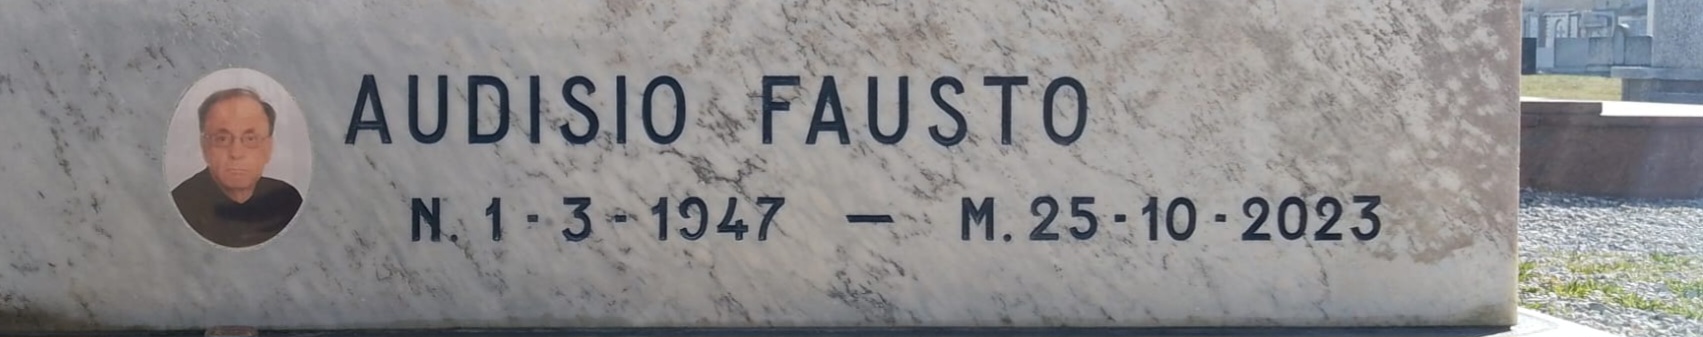 AUDISIO FAUSTO
N. 1-3-1947 — M. 25-10-2023